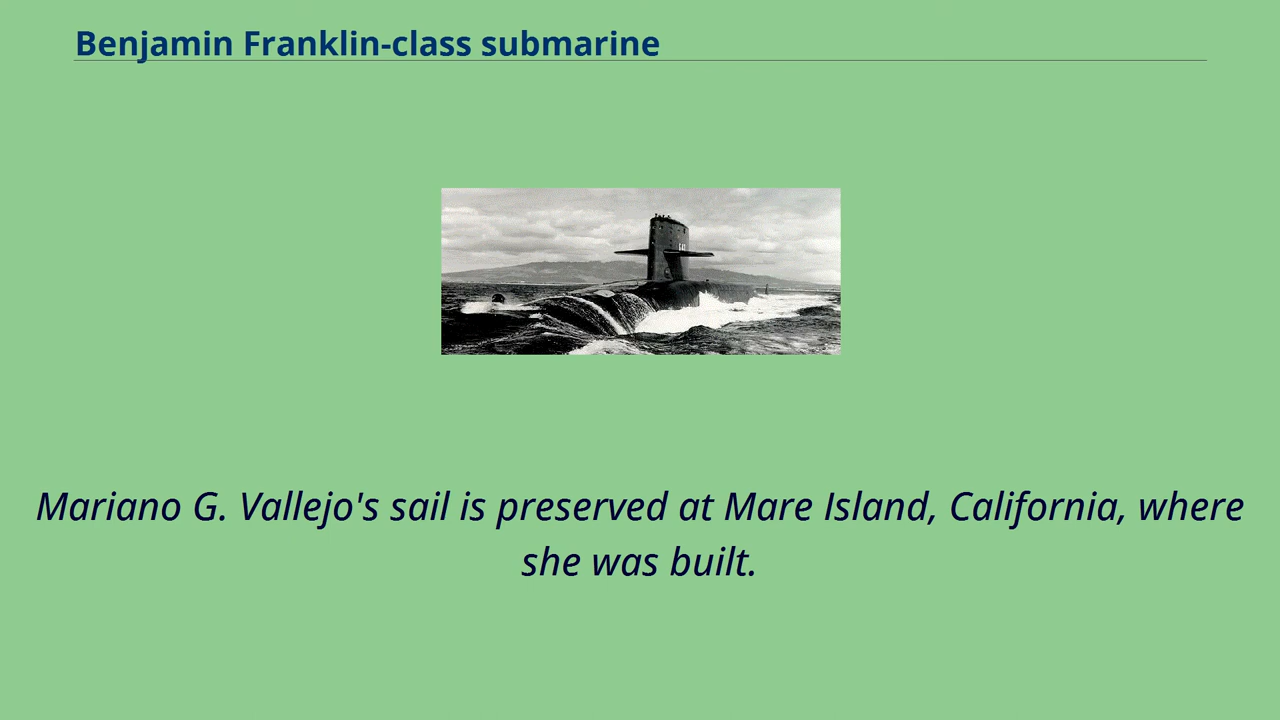 Benjamin Franklin-class submarine
Mariano G. Vallejo's sail is preserved at Mare Island, California, where
she was built.